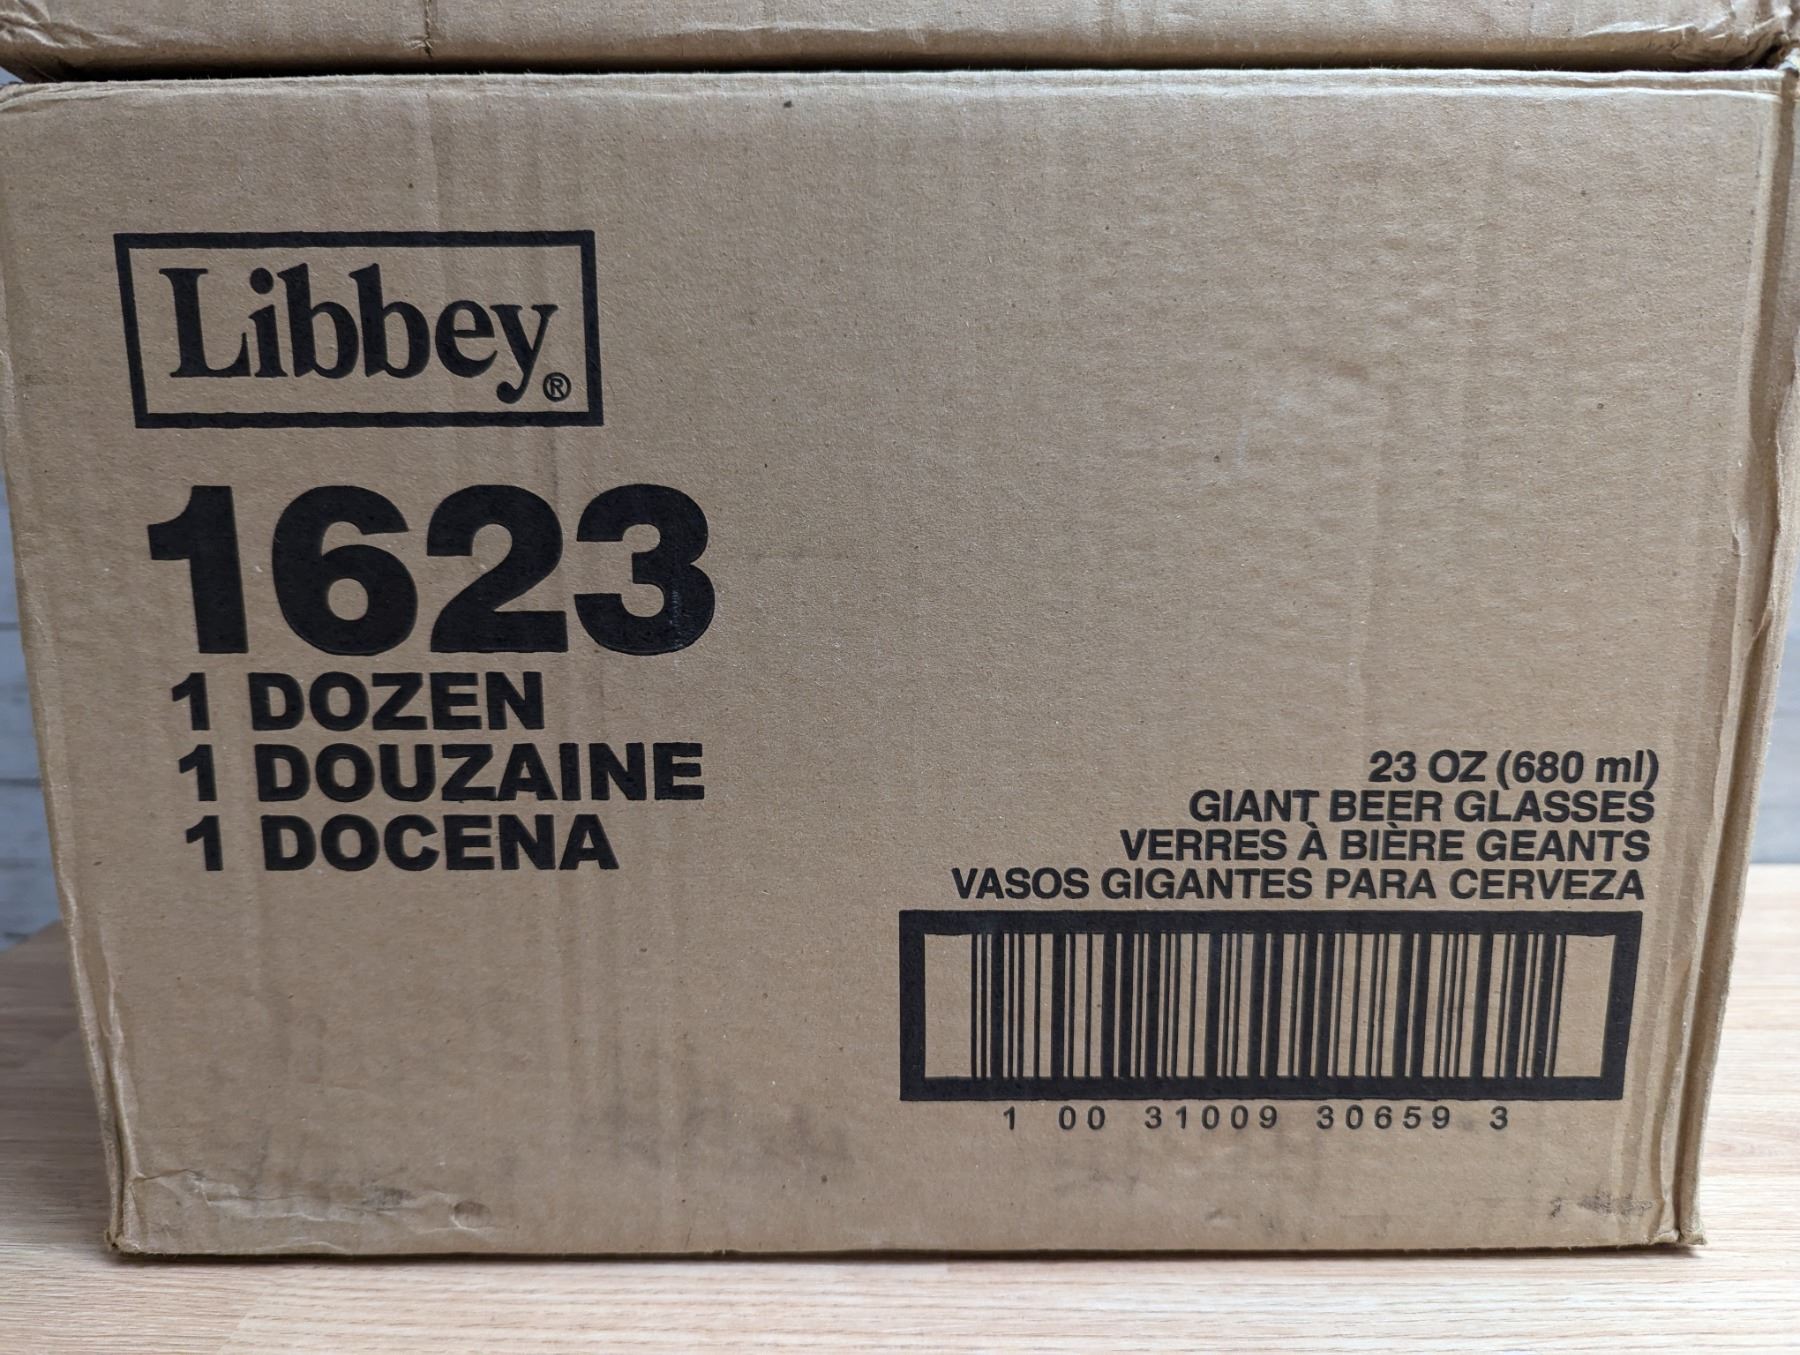 Libbey®
1623
1 DOZEN
1 DOUZAINE
1 DOCENA
23 OZ (680 ml)
GIANT BEER GLASSES
VERRES À BIÈRE GEANTS
VASOS GIGANTES PARA CERVEZA
1 00 31009 30659 3